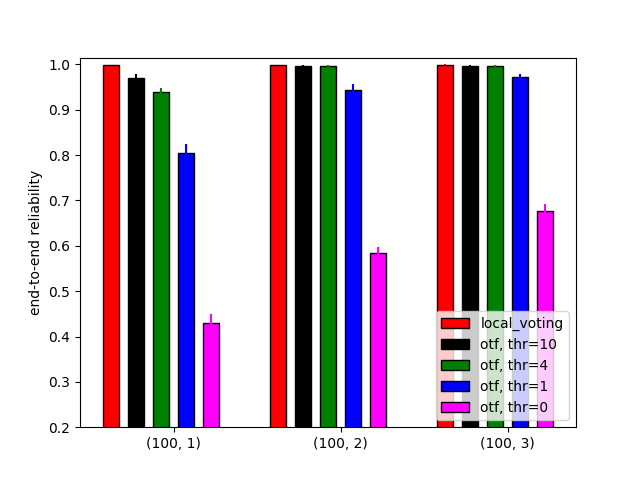 1.0
0.9
0.8
0.7
0.6
0.5
0.4
0.3
0.2
end-to-end reliability
(100, 1)
(100, 2)
(100, 3)
local_voting
otf, thr=10
otf, thr=4
otf, thr=1
otf, thr=0